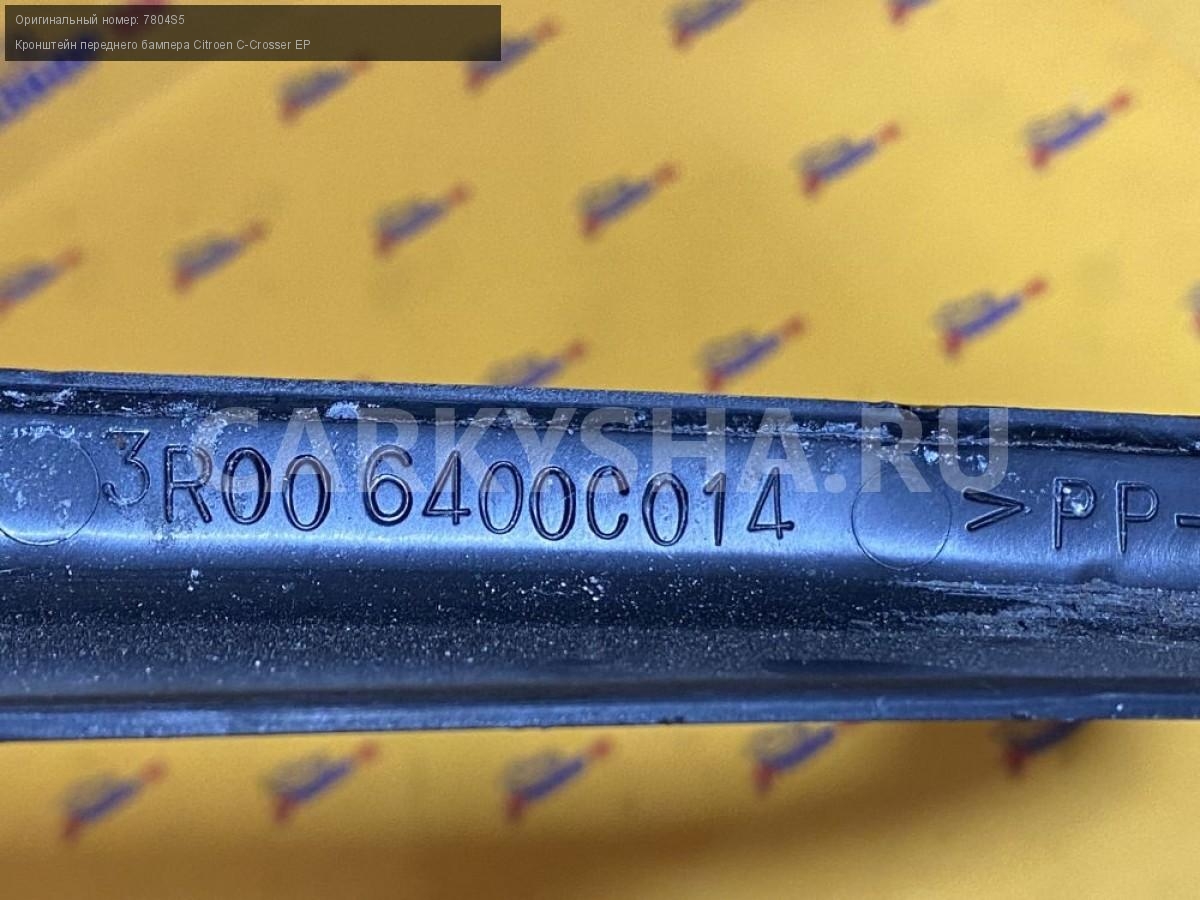 Оригинальный номер: 7804S5
Кронштейн переднего бампера Citroen C-Crosser EP
CARKYSHA.RU
3R00 6400C014 >PP-